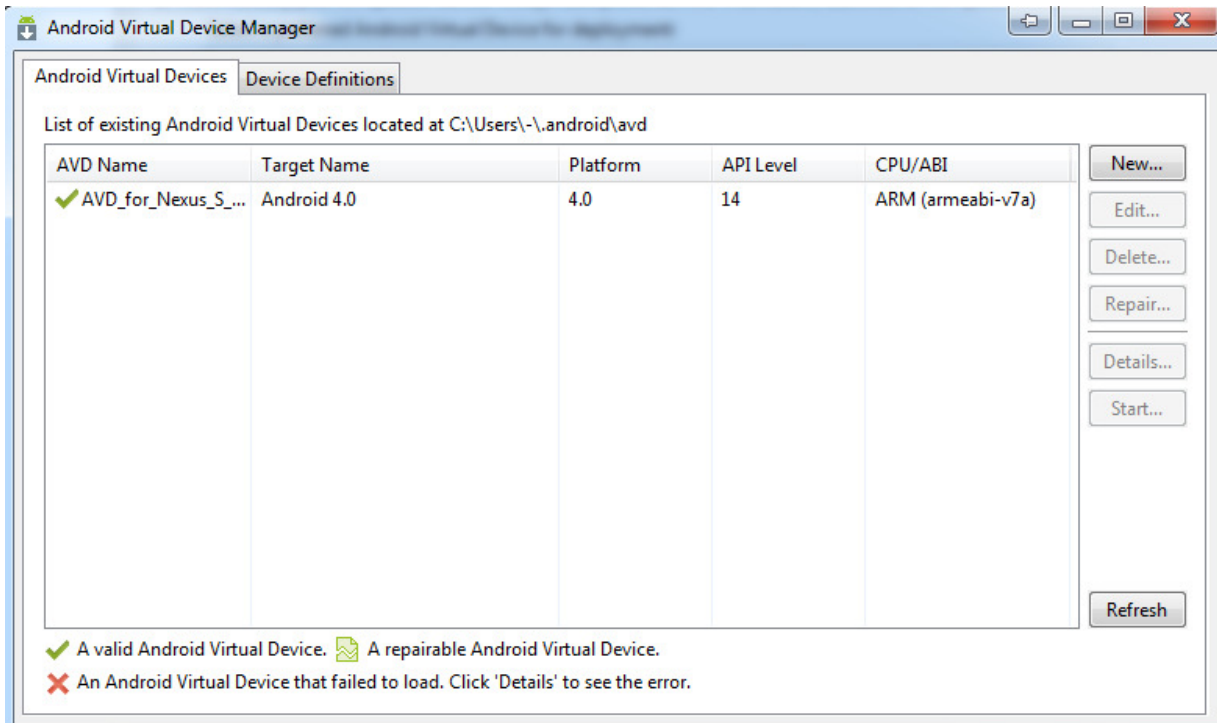 Android Virtual Device Manager
Android Virtual Devices Device Definitions
List of existing Android Virtual Devices located at C:\Users\-\.android\avd
AVD Name Target Name Platform API Level CPU/ABI New...
AVD_for_Nexus_S_... Android 4.0 4.0 14 ARM (armeabi-v7a)
Edit...
Delete...
Repair...
Details...
Start...
Refresh
A valid Android Virtual Device. A repairable Android Virtual Device.
An Android Virtual Device that failed to load. Click 'Details' to see the error.